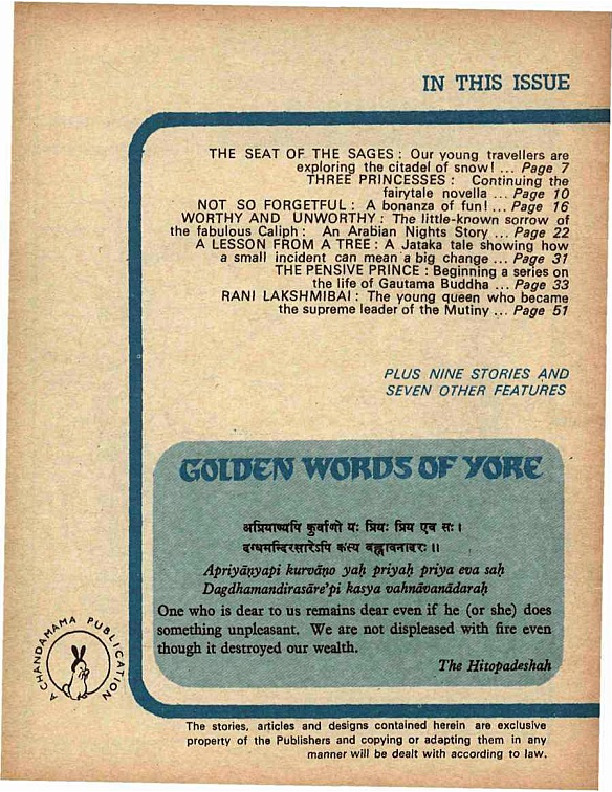 IN THIS ISSUE
THE SEAT OF THE SAGES : Our young travellers are
exploring the citadel of snow! ... Page 7
THREE PRINCESSES : Continuing the
fairytale novella ... Page 10
NOT SO FORGETFUL : A bonanza of fun! ... Page 16
WORTHY AND UNWORTHY : The little-known sorrow of
the fabulous Caliph : An Arabian Nights Story ... Page 22
A LESSON FROM A TREE : A Jataka tale showing how
a small incident can mean a big change ... Page 31
THE PENSIVE PRINCE : Beginning a series on
the life of Gautama Buddha ... Page 33
RANI LAKSHMIBAI : The young queen who became
the supreme leader of the Mutiny ... Page 51
PLUS NINE STORIES AND
SEVEN OTHER FEATURES
GOLDEN WORDS OF YORE
अप्रियाण्यपि कुर्वाणो यः प्रियः प्रिय एव सः ।
दग्धमन्दिरसारेऽपि कस्य वह्नावनादरः ॥
Apriyāṇyapi kurvāṇo yaḥ priyaḥ priya eva saḥ
Dagdhamandirasāre'pi kasya vahnāvanādaraḥ
One who is dear to us remains dear even if he (or she) does
something unpleasant. We are not displeased with fire even
though it destroyed our wealth.
The Hitopadeshah
A CHANDAMAMA PUBLICATION
The stories, articles and designs contained herein are exclusive
property of the Publishers and copying or adapting them in any
manner will be dealt with according to law.